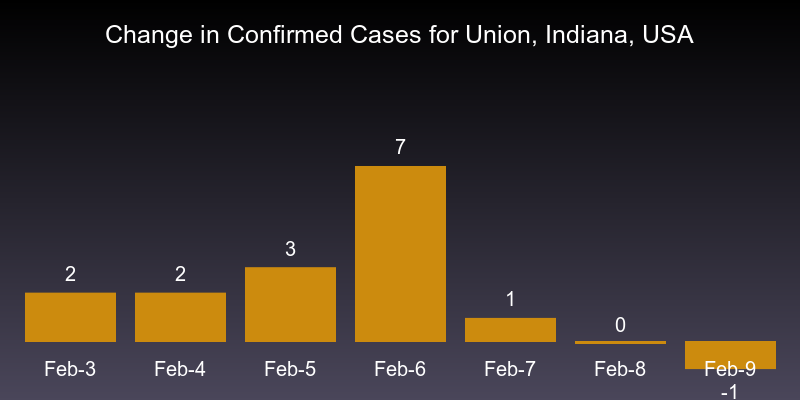 Change in Confirmed Cases for Union, Indiana, USA
7
3
2
2
1
0
Feb-3
Feb-4
Feb-5
Feb-6
Feb-7
Feb-8
Feb-9
-1